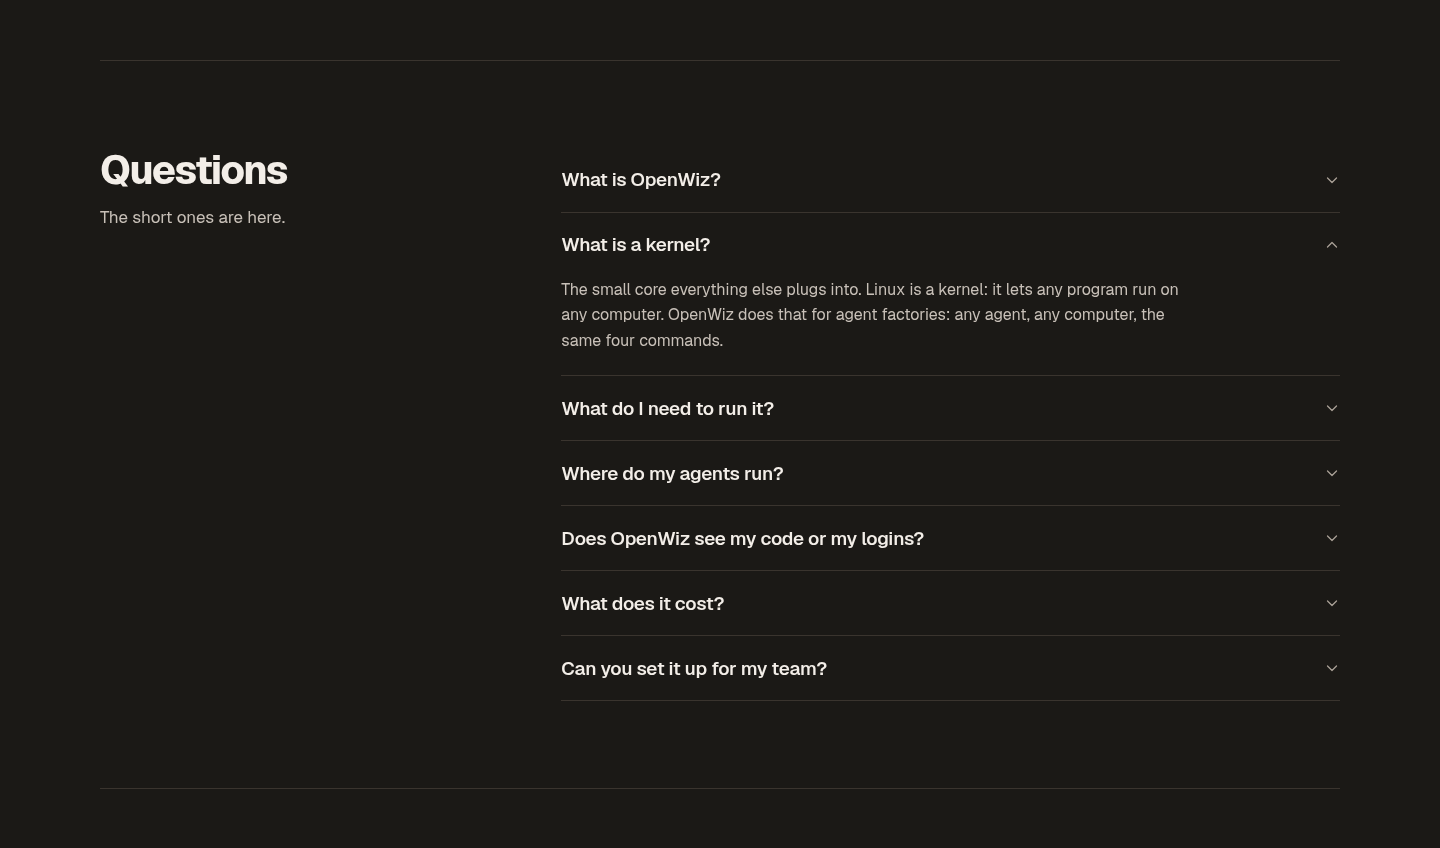 Questions
The short ones are here.
What is OpenWiz?
What is a kernel?
The small core everything else plugs into. Linux is a kernel: it lets any program run on
any computer. OpenWiz does that for agent factories: any agent, any computer, the
same four commands.
What do I need to run it?
Where do my agents run?
Does OpenWiz see my code or my logins?
What does it cost?
Can you set it up for my team?